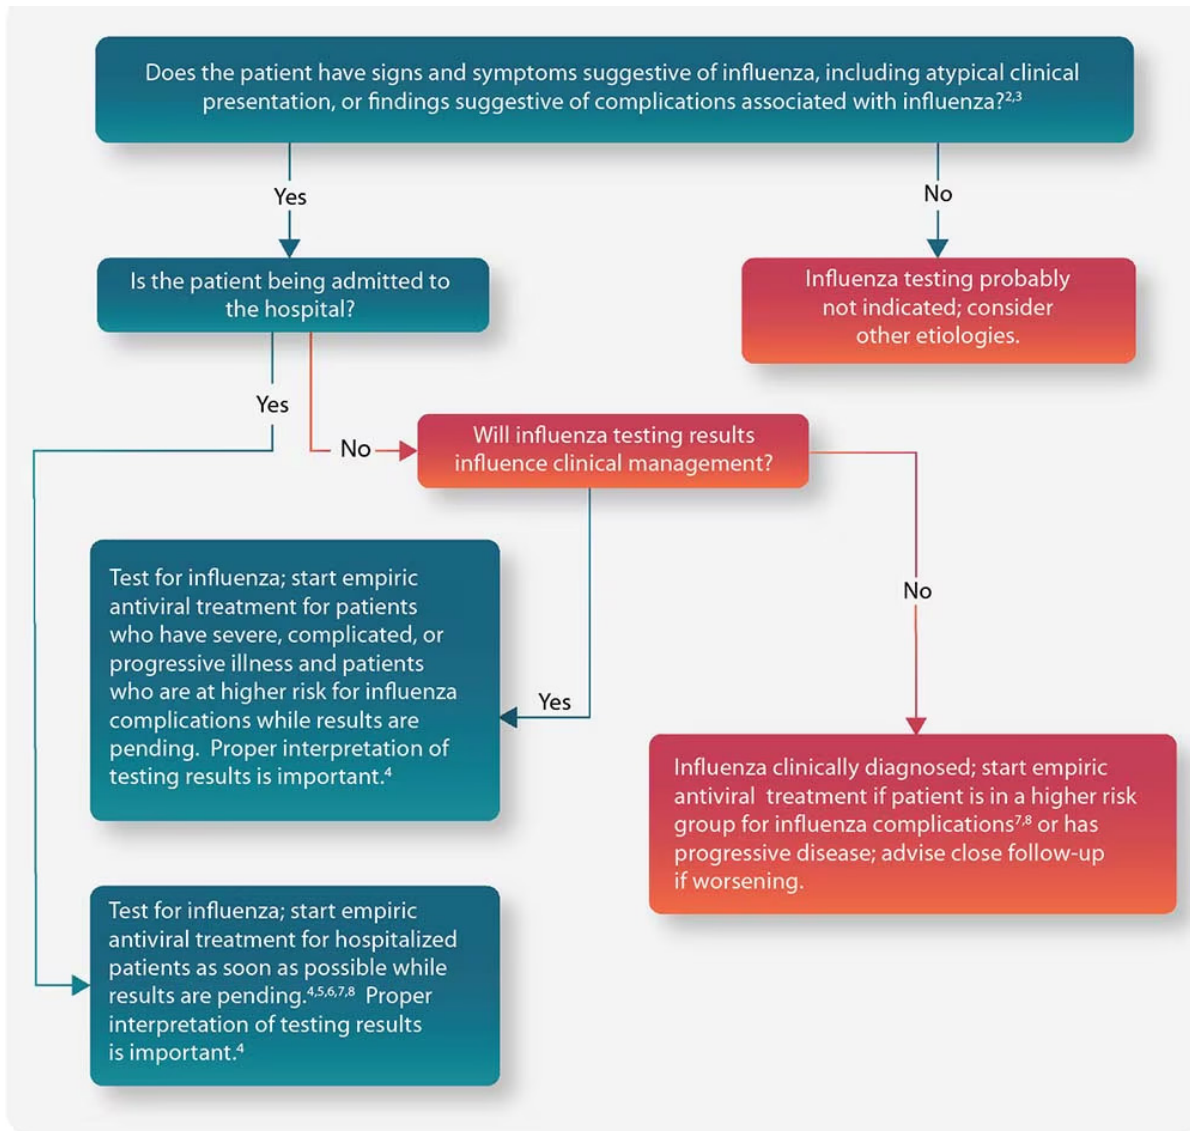 Does the patient have signs and symptoms suggestive of influenza, including atypical clinical
presentation, or findings suggestive of complications associated with influenza?²,³
Yes
No
Is the patient being admitted to
the hospital?
Influenza testing probably
not indicated; consider
other etiologies.
Yes
No
Will influenza testing results
influence clinical management?
Test for influenza; start empiric
antiviral treatment for patients
who have severe, complicated, or
progressive illness and patients
who are at higher risk for influenza
complications while results are
pending. Proper interpretation of
testing results is important.⁴
Yes
No
Influenza clinically diagnosed; start empiric
antiviral treatment if patient is in a higher risk
group for influenza complications⁷,⁸ or has
progressive disease; advise close follow-up
if worsening.
Test for influenza; start empiric
antiviral treatment for hospitalized
patients as soon as possible while
results are pending.⁴,⁵,⁶,⁷,⁸ Proper
interpretation of testing results
is important.⁴